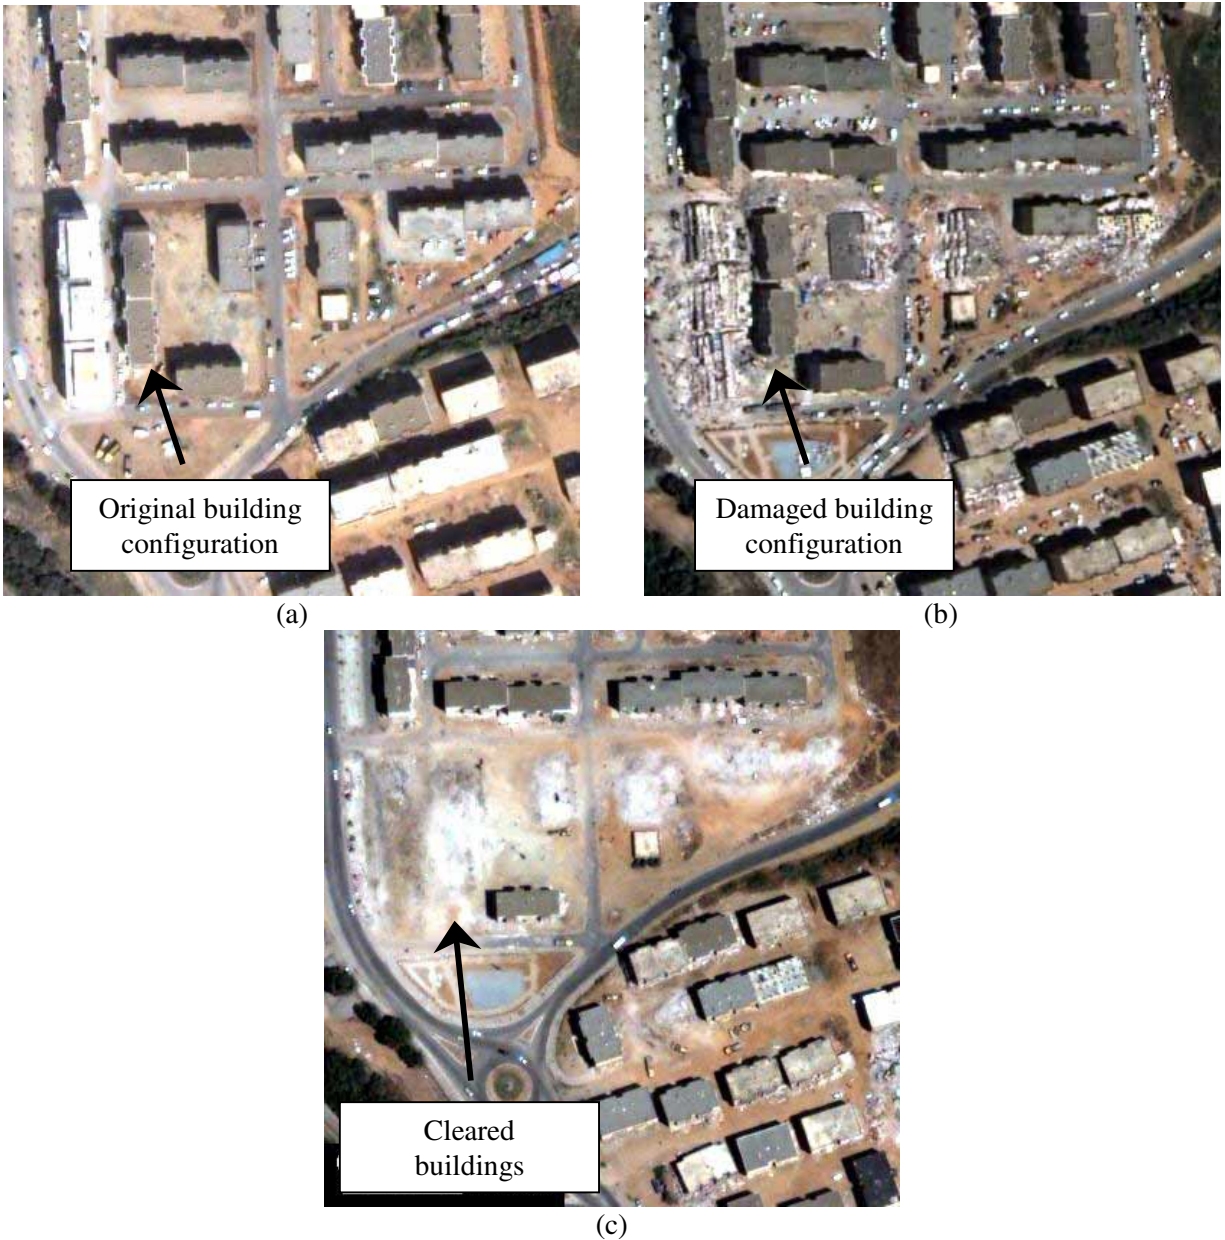 Original building
configuration
Damaged building
configuration
(a)
(b)
Cleared
buildings
(c)